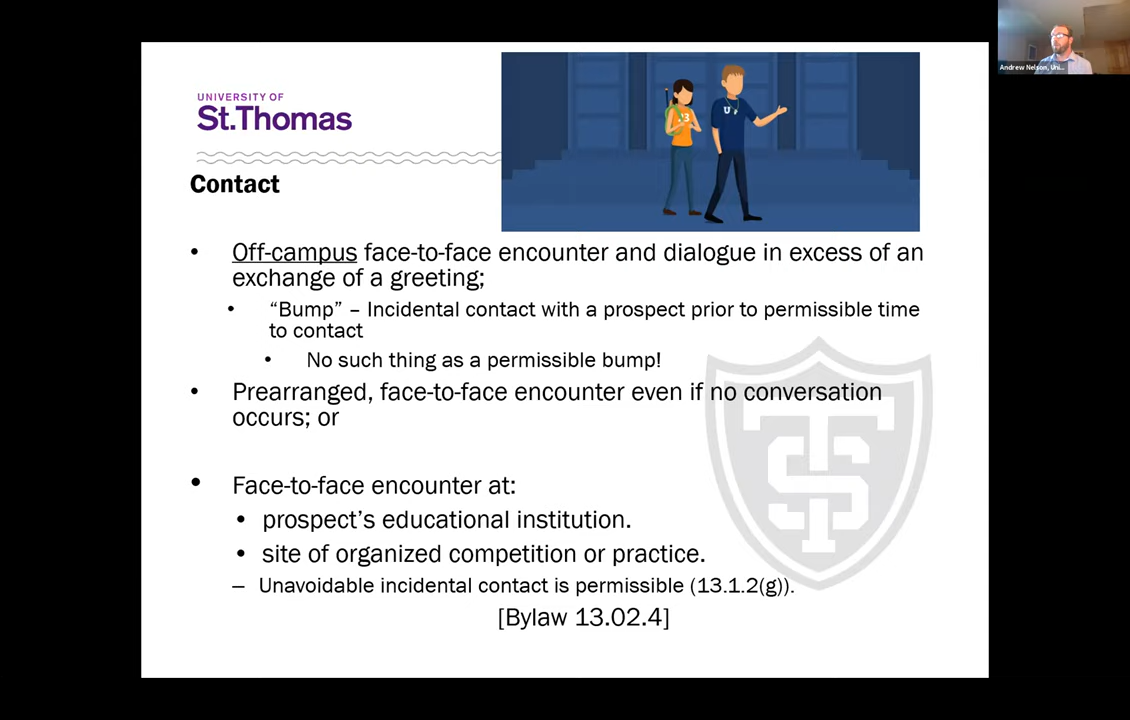 Andrew Nelson, Uni...
UNIVERSITY OF
St.Thomas
U
Contact
• Off-campus face-to-face encounter and dialogue in excess of an
exchange of a greeting;
• “Bump” – Incidental contact with a prospect prior to permissible time
to contact
• No such thing as a permissible bump!
• Prearranged, face-to-face encounter even if no conversation
occurs; or
• Face-to-face encounter at:
• prospect’s educational institution.
• site of organized competition or practice.
– Unavoidable incidental contact is permissible (13.1.2(g)).
[Bylaw 13.02.4]